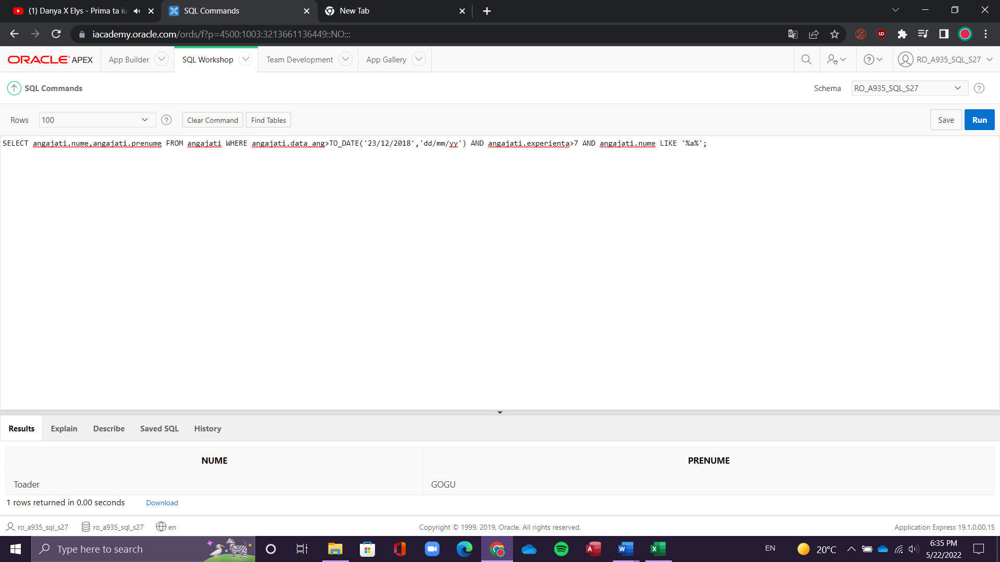 (1) Danya X Elys - Prima ta iu
SQL Commands
New Tab
iacademy.oracle.com/ords/f?p=4500:1003:3213661136449::NO:::
ORACLE APEX
App Builder
SQL Workshop
Team Development
App Gallery
RO_A935_SQL_S27
SQL Commands
Schema
RO_A935_SQL_S27
Rows
100
Clear Command
Find Tables
Save
Run
SELECT angajati.nume,angajati.prenume FROM angajati WHERE angajati.data_ang>TO_DATE('23/12/2018','dd/mm/yy') AND angajati.experienta>7 AND angajati.nume LIKE '%a%';
Results
Explain
Describe
Saved SQL
History
NUME
PRENUME
Toader
GOGU
1 rows returned in 0.00 seconds
Download
ro_a935_sql_s27
ro_a935_sql_s27
en
Copyright © 1999, 2019, Oracle. All rights reserved.
Application Express 19.1.0.00.15
Type here to search
EN
20°C
6:35 PM
5/22/2022